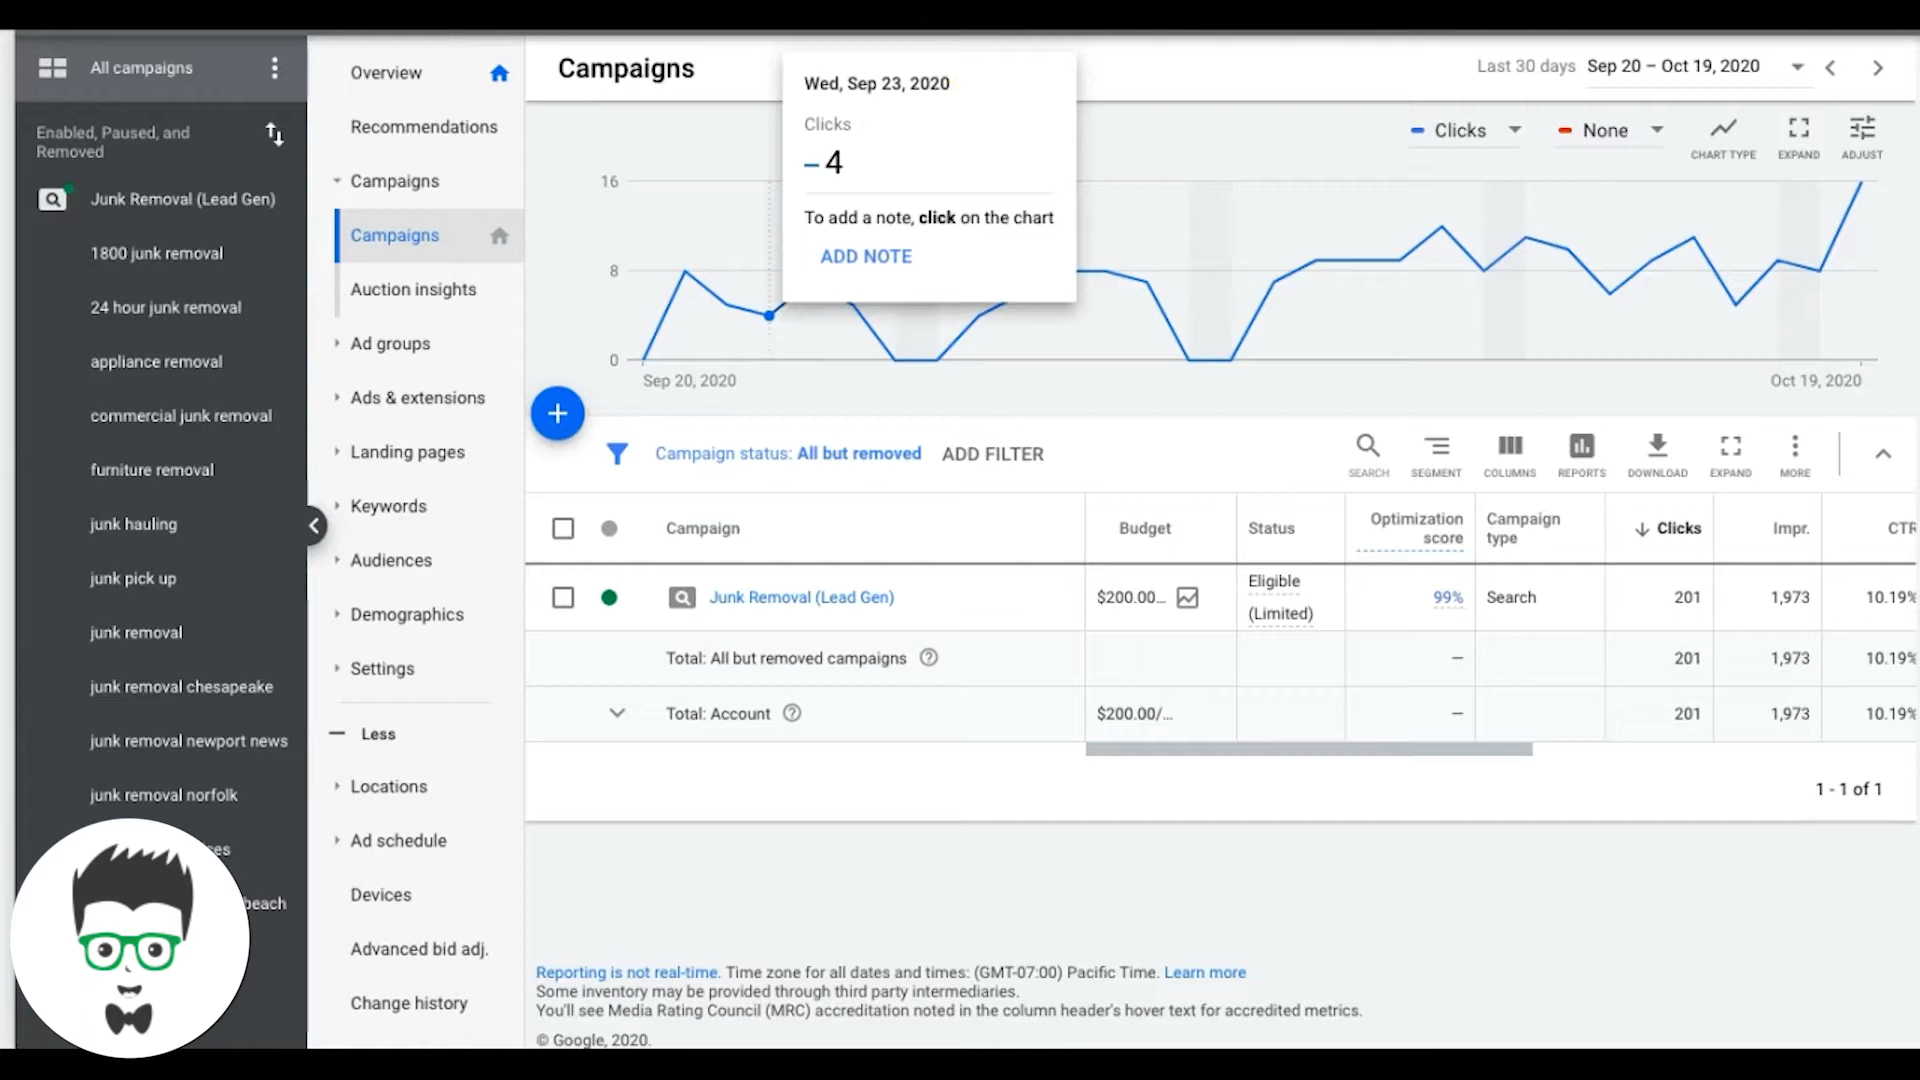 All campaigns
Enabled, Paused, and
Removed
Junk Removal (Lead Gen)
1800 junk removal
24 hour junk removal
appliance removal
commercial junk removal
furniture removal
junk hauling
junk pick up
junk removal
junk removal chesapeake
junk removal newport news
junk removal norfolk
beach
Overview
Recommendations
Campaigns
Campaigns
Auction insights
Ad groups
Ads & extensions
Landing pages
Keywords
Audiences
Demographics
Settings
Less
Locations
Ad schedule
Devices
Advanced bid adj.
Change history
Campaigns
Last 30 days Sep 20 – Oct 19, 2020
Wed, Sep 23, 2020
Clicks
4
To add a note, click on the chart
ADD NOTE
Clicks
None
CHART TYPE
EXPAND
ADJUST
16
8
0
Sep 20, 2020
Oct 19, 2020
Campaign status: All but removed
ADD FILTER
SEARCH
SEGMENT
COLUMNS
REPORTS
DOWNLOAD
EXPAND
MORE
Campaign Budget Status Optimization score Campaign type Clicks Impr. CTR
Junk Removal (Lead Gen) $200.00... Eligible (Limited) 99% Search 201 1,973 10.19%
Total: All but removed campaigns — 201 1,973 10.19%
Total: Account $200.00/... — 201 1,973 10.19%
1 - 1 of 1
Reporting is not real-time. Time zone for all dates and times: (GMT-07:00) Pacific Time. Learn more
Some inventory may be provided through third party intermediaries.
You'll see Media Rating Council (MRC) accreditation noted in the column header's hover text for accredited metrics.
© Google, 2020.